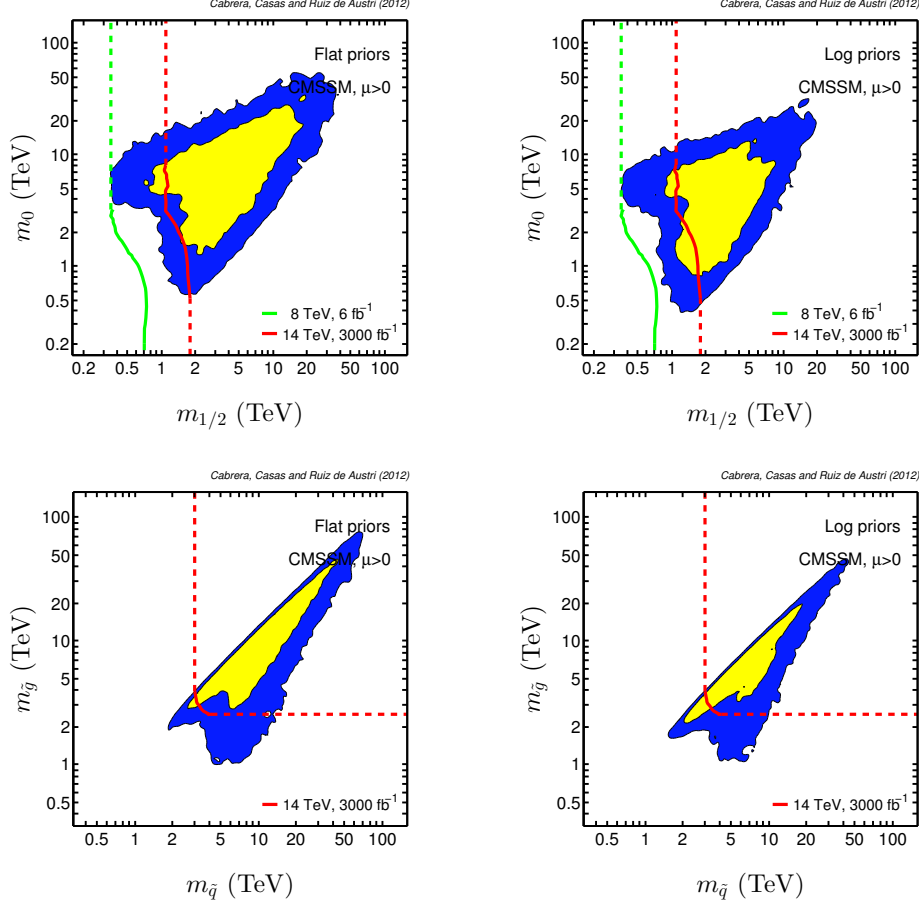 Cabrera, Casas and Ruiz de Austri (2012)
Flat priors
CMSSM, μ>0
100
50
20
10
5
2
1
0.5
0.2
m₀ (TeV)
8 TeV, 6 fb⁻¹
14 TeV, 3000 fb⁻¹
0.2 0.5 1 2 5 10 20 50 100
m₁/₂ (TeV)
Cabrera, Casas and Ruiz de Austri (2012)
Log priors
CMSSM, μ>0
100
50
20
10
5
2
1
0.5
0.2
m₀ (TeV)
8 TeV, 6 fb⁻¹
14 TeV, 3000 fb⁻¹
0.2 0.5 1 2 5 10 20 50 100
m₁/₂ (TeV)
Cabrera, Casas and Ruiz de Austri (2012)
Flat priors
CMSSM, μ>0
100
50
20
10
5
2
1
0.5
m_g̃ (TeV)
14 TeV, 3000 fb⁻¹
0.5 1 2 5 10 20 50 100
m_q̃ (TeV)
Cabrera, Casas and Ruiz de Austri (2012)
Log priors
CMSSM, μ>0
100
50
20
10
5
2
1
0.5
m_g̃ (TeV)
14 TeV, 3000 fb⁻¹
0.5 1 2 5 10 20 50 100
m_q̃ (TeV)